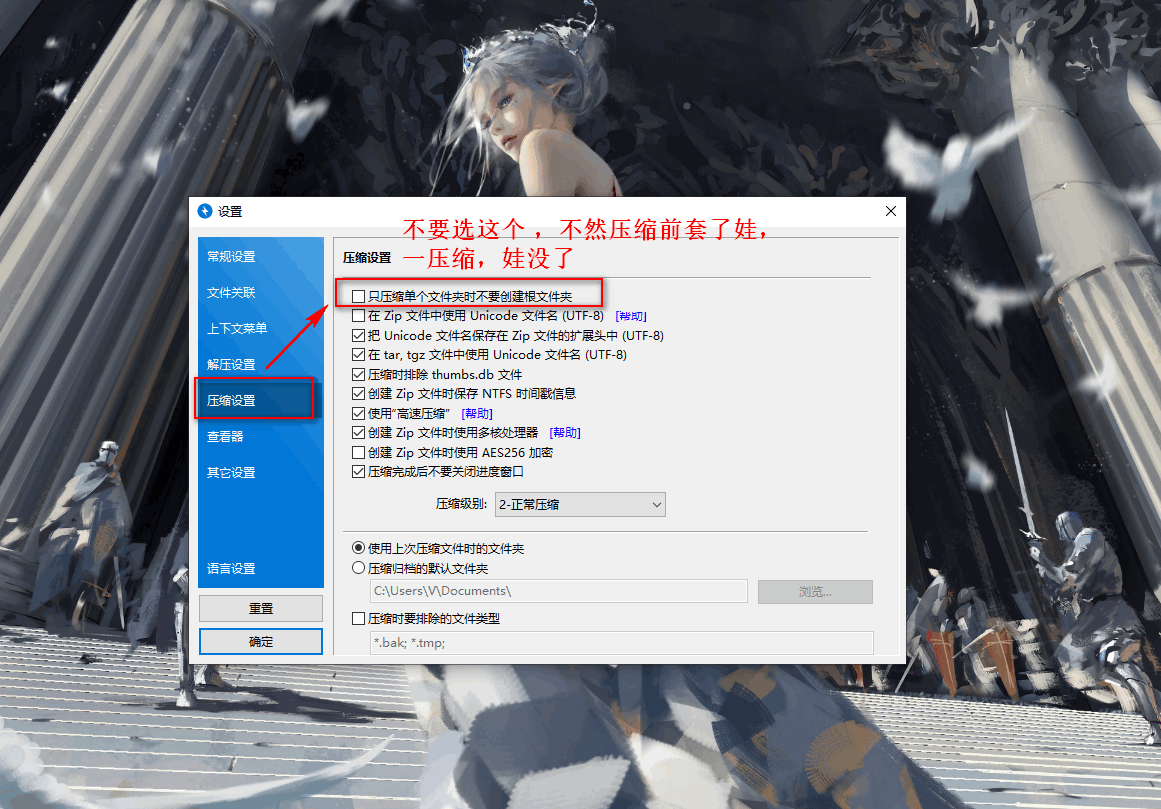 设置
不要选这个，不然压缩前套了娃，
一压缩，娃没了
常规设置
文件关联
上下文菜单
解压设置
压缩设置
查看器
其它设置
语言设置
重置
确定
压缩设置
只压缩单个文件夹时不要创建根文件夹
在 Zip 文件中使用 Unicode 文件名 (UTF-8) [帮助]
把 Unicode 文件名保存在 Zip 文件的扩展头中 (UTF-8)
在 tar, tgz 文件中使用 Unicode 文件名 (UTF-8)
压缩时排除 thumbs.db 文件
创建 Zip 文件时保存 NTFS 时间戳信息
使用“高速压缩” [帮助]
创建 Zip 文件时使用多核处理器 [帮助]
创建 Zip 文件时使用 AES256 加密
压缩完成后不要关闭进度窗口
压缩级别: 2-正常压缩
使用上次压缩文件时的文件夹
压缩归档的默认文件夹
C:\Users\V\Documents\ 浏览...
压缩时要排除的文件类型
*.bak; *.tmp;